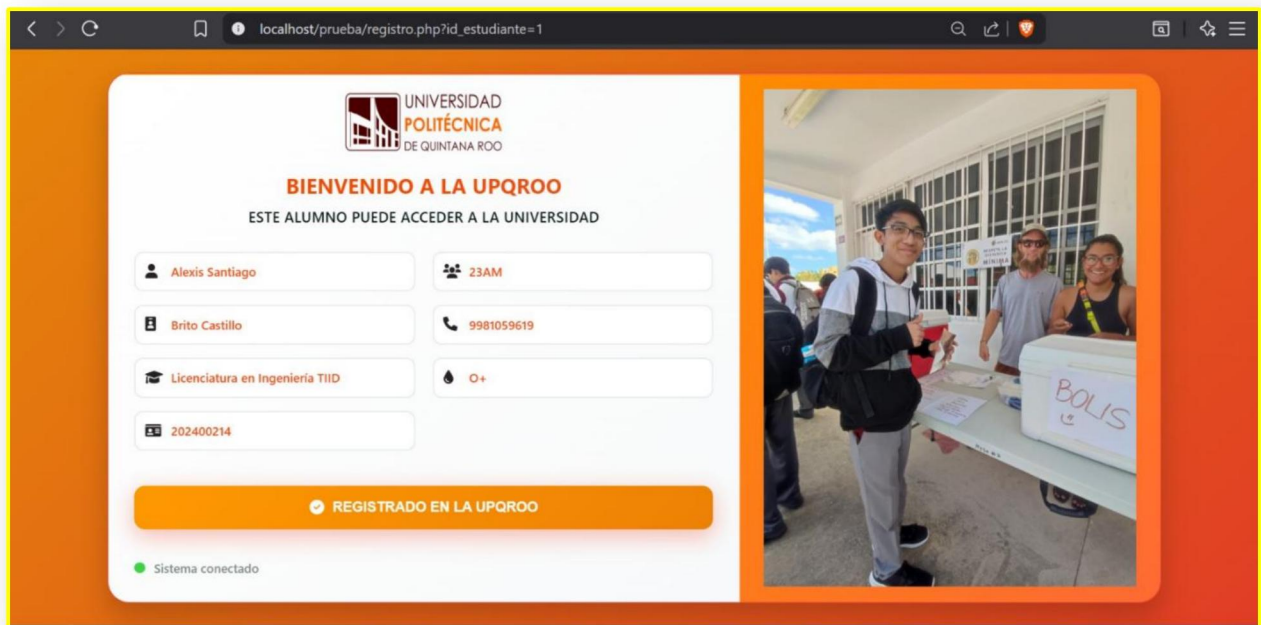 localhost/prueba/registro.php?id_estudiante=1
UNIVERSIDAD
POLITÉCNICA
DE QUINTANA ROO
BIENVENIDO A LA UPQROO
ESTE ALUMNO PUEDE ACCEDER A LA UNIVERSIDAD
Alexis Santiago
23AM
Brito Castillo
9981059619
Licenciatura en Ingeniería TIID
O+
202400214
REGISTRADO EN LA UPQROO
Sistema conectado
MÍNIMA
BOLIS